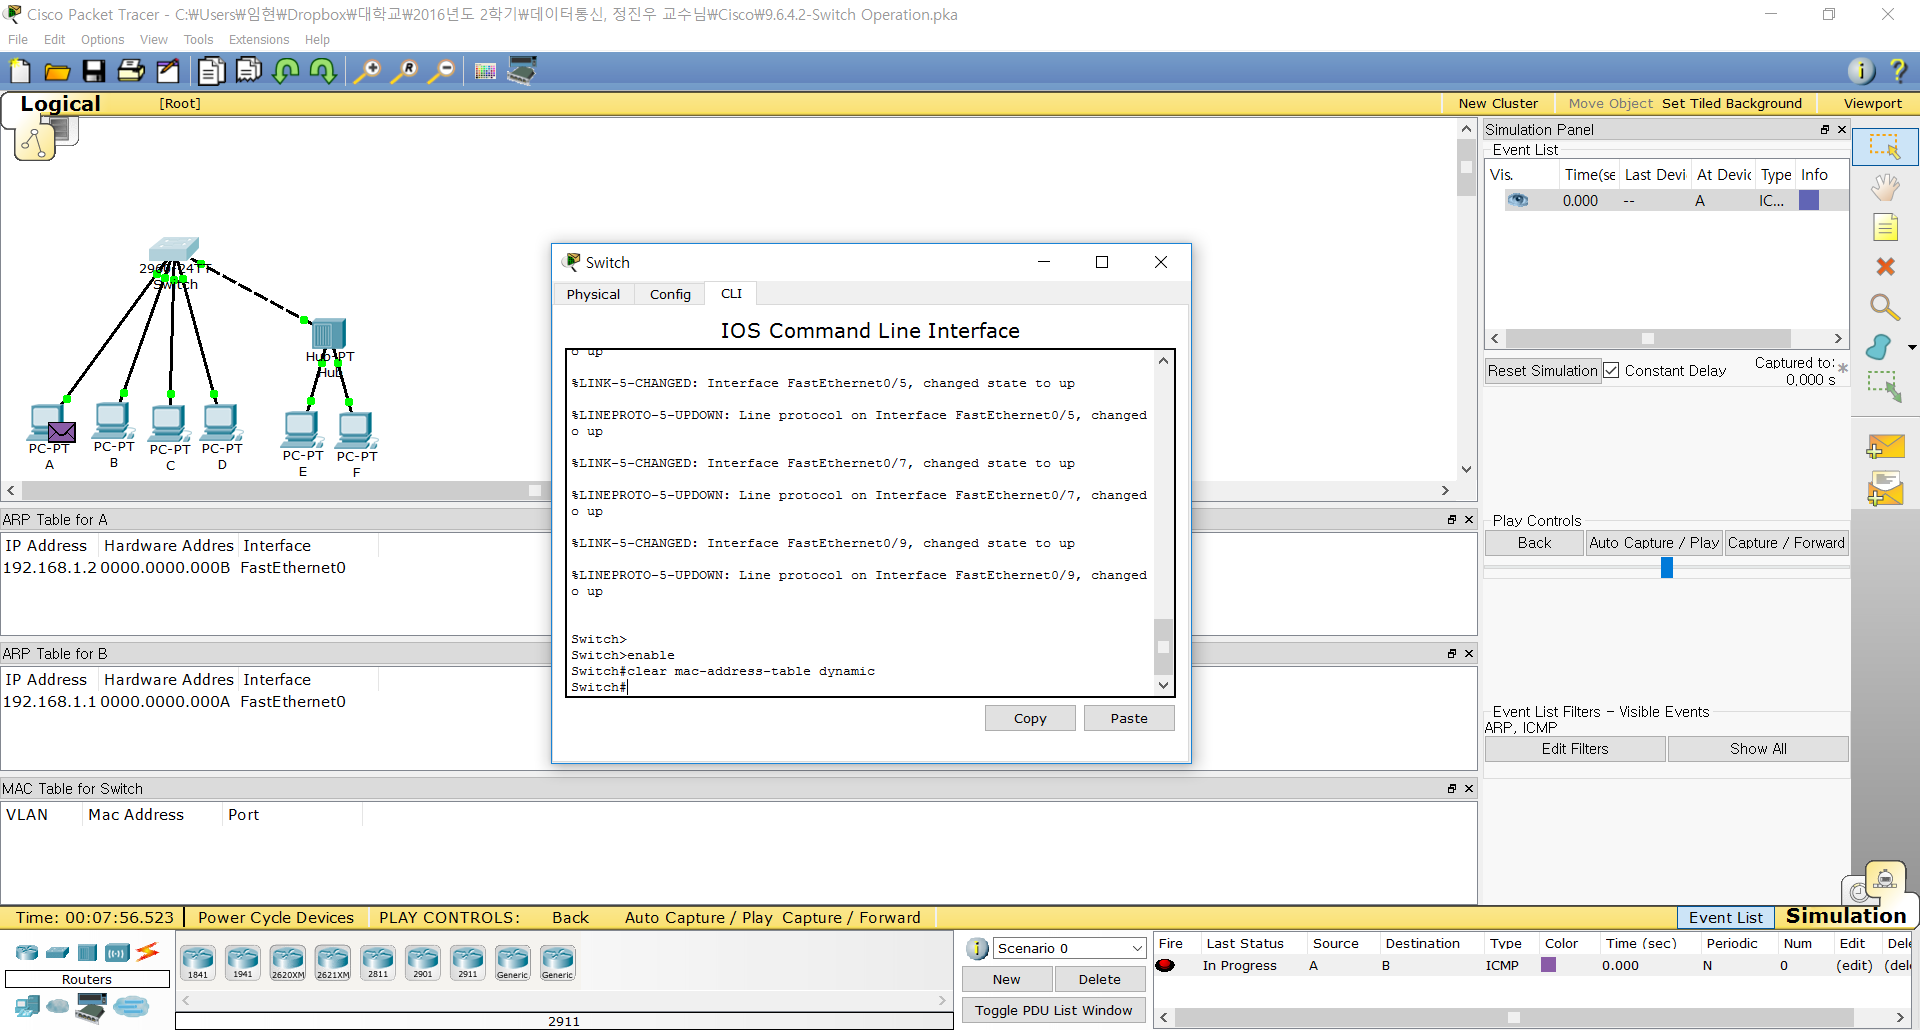 Cisco Packet Tracer - C:₩Users₩임현₩Dropbox₩대학교₩2016년도 2학기₩데이터통신, 정진우 교수님₩Cisco₩9.6.4.2-Switch Operation.pka
File Edit Options View Tools Extensions Help
Logical [Root] New Cluster Move Object Set Tiled Background Viewport
Simulation Panel
Event List
Vis. Time(se Last Devi At Devic Type Info
0.000 -- A IC...
2960-24TT
Switch
Hub-PT
Hub
PC-PT
A
PC-PT
B
PC-PT
C
PC-PT
D
PC-PT
E
PC-PT
F
Switch
Physical Config CLI
IOS Command Line Interface
o up
%LINK-5-CHANGED: Interface FastEthernet0/5, changed state to up
%LINEPROTO-5-UPDOWN: Line protocol on Interface FastEthernet0/5, changed
o up
%LINK-5-CHANGED: Interface FastEthernet0/7, changed state to up
%LINEPROTO-5-UPDOWN: Line protocol on Interface FastEthernet0/7, changed
o up
%LINK-5-CHANGED: Interface FastEthernet0/9, changed state to up
%LINEPROTO-5-UPDOWN: Line protocol on Interface FastEthernet0/9, changed
o up
Switch>
Switch>enable
Switch#clear mac-address-table dynamic
Switch#
Copy Paste
Reset Simulation Constant Delay Captured to:
0.000 s
*
Play Controls
Back Auto Capture / Play Capture / Forward
Event List Filters - Visible Events
ARP, ICMP
Edit Filters Show All
ARP Table for A
IP Address Hardware Addres Interface
192.168.1.2 0000.0000.000B FastEthernet0
ARP Table for B
IP Address Hardware Addres Interface
192.168.1.1 0000.0000.000A FastEthernet0
MAC Table for Switch
VLAN Mac Address Port
Time: 00:07:56.523 Power Cycle Devices PLAY CONTROLS: Back Auto Capture / Play Capture / Forward Event List Simulation
Routers
1841 1941 2620XM 2621XM 2811 2901 2911 Generic Generic
2911
Scenario 0
New Delete
Toggle PDU List Window
Fire Last Status Source Destination Type Color Time (sec) Periodic Num Edit Dele
In Progress A B ICMP 0.000 N 0 (edit) (del